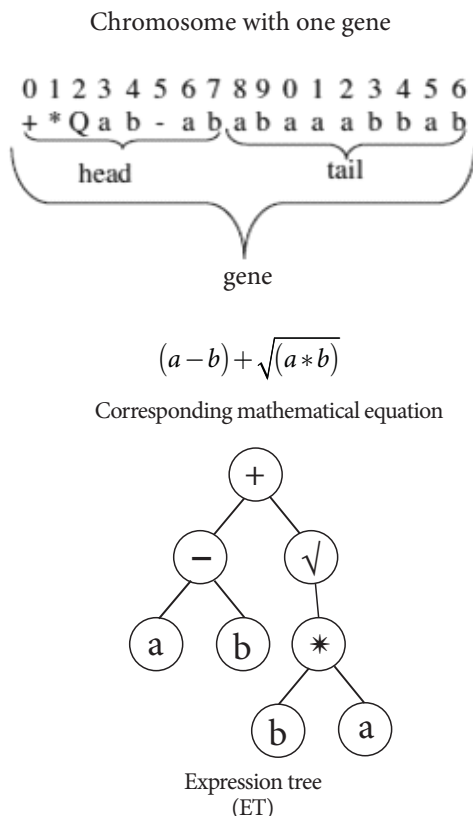 Chromosome with one gene
0 1 2 3 4 5 6 7 8 9 0 1 2 3 4 5 6
+ * Q a b - a b a b a a a b b a b
head tail
gene
(a − b) + √(a * b)
Corresponding mathematical equation
+
− √
a b *
b a
Expression tree
(ET)